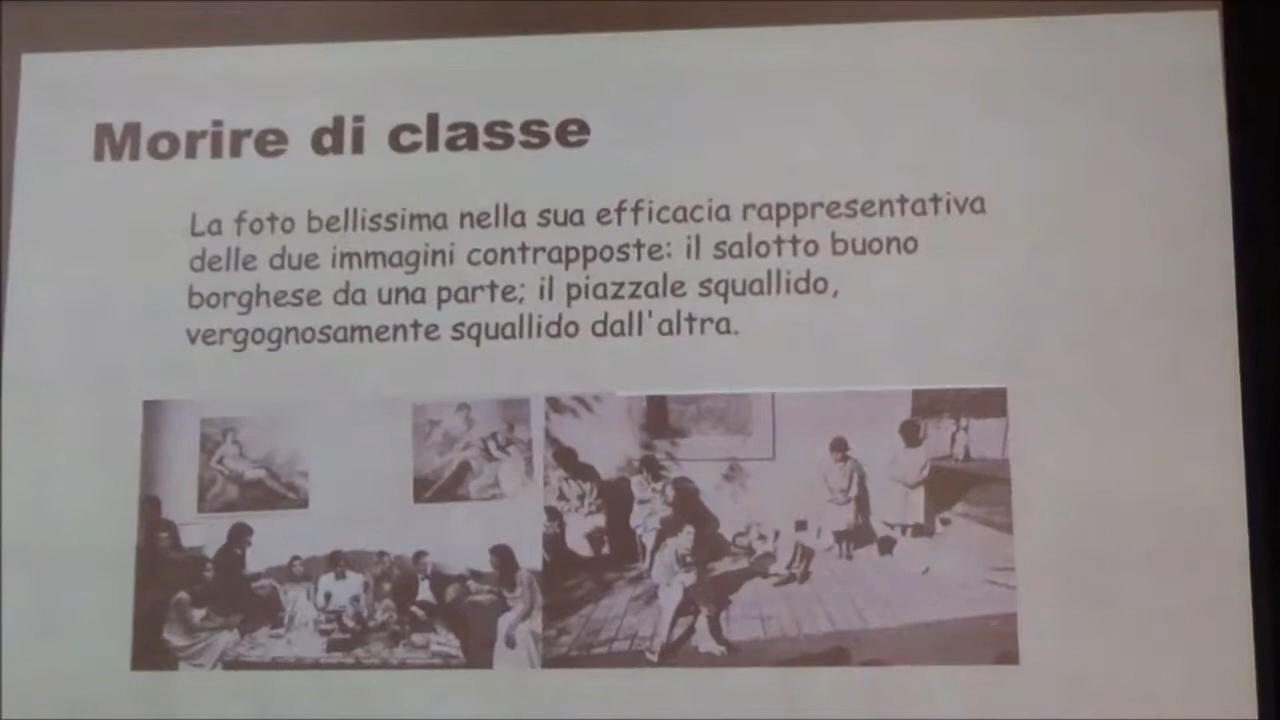 Morire di classe
La foto bellissima nella sua efficacia rappresentativa
delle due immagini contrapposte: il salotto buono
borghese da una parte; il piazzale squallido,
vergognosamente squallido dall'altra.